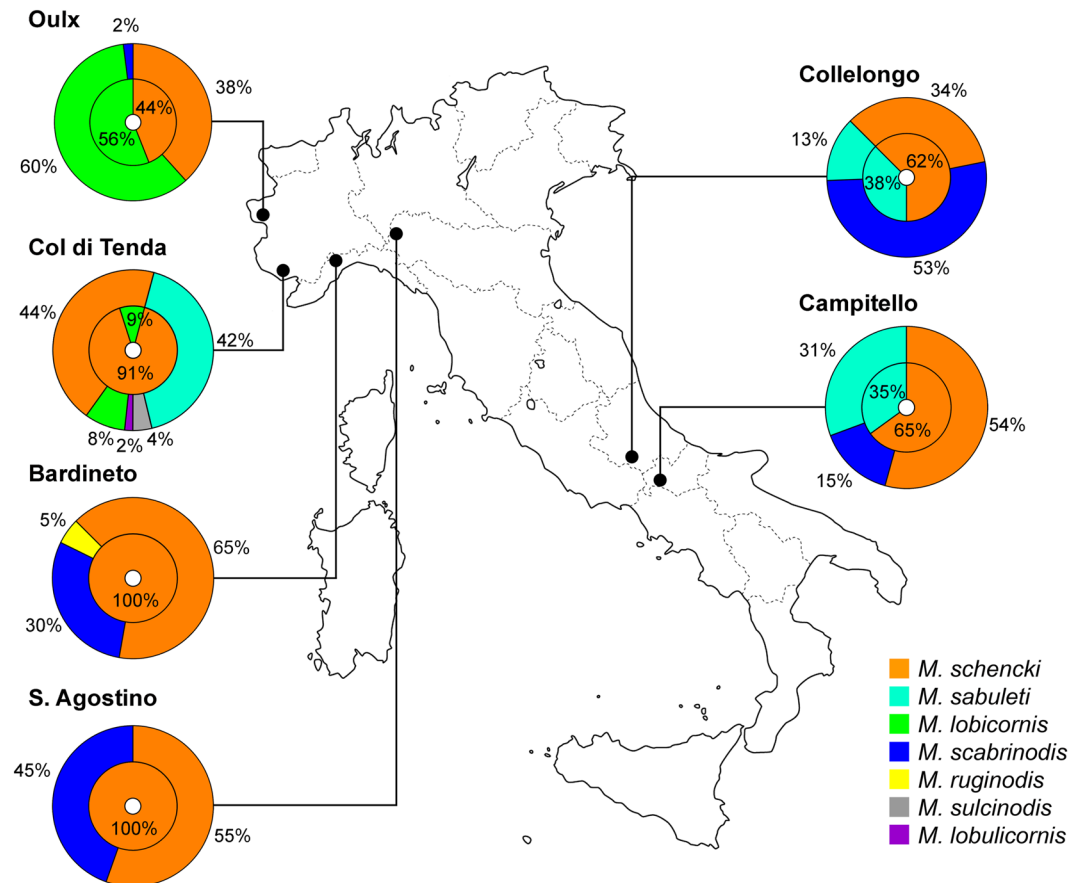 Oulx
2%
38%
44%
56%
60%
Col di Tenda
44%
9%
42%
91%
8%
2%
4%
Bardineto
5%
65%
100%
30%
S. Agostino
45%
100%
55%
Collelongo
34%
13%
62%
38%
53%
Campitello
31%
35%
65%
54%
15%
M. schencki
M. sabuleti
M. lobicornis
M. scabrinodis
M. ruginodis
M. sulcinodis
M. lobulicornis